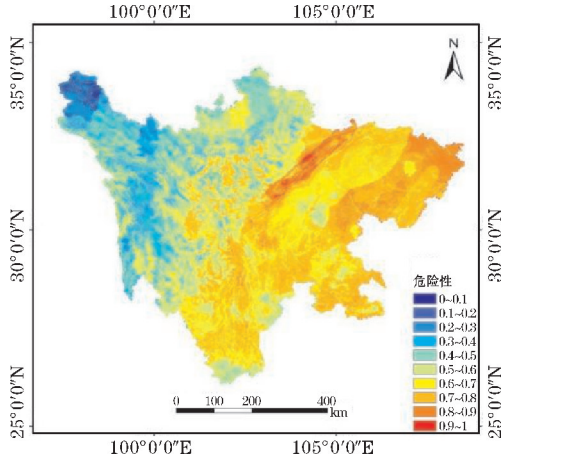 100°0′0″E 105°0′0″E
N
35°0′0″N 35°0′0″N
30°0′0″N 30°0′0″N
25°0′0″N 25°0′0″N
危险性
0~0.1
0.1~0.2
0.2~0.3
0.3~0.4
0.4~0.5
0.5~0.6
0.6~0.7
0.7~0.8
0.8~0.9
0.9~1
0 100 200 400
km
100°0′0″E 105°0′0″E